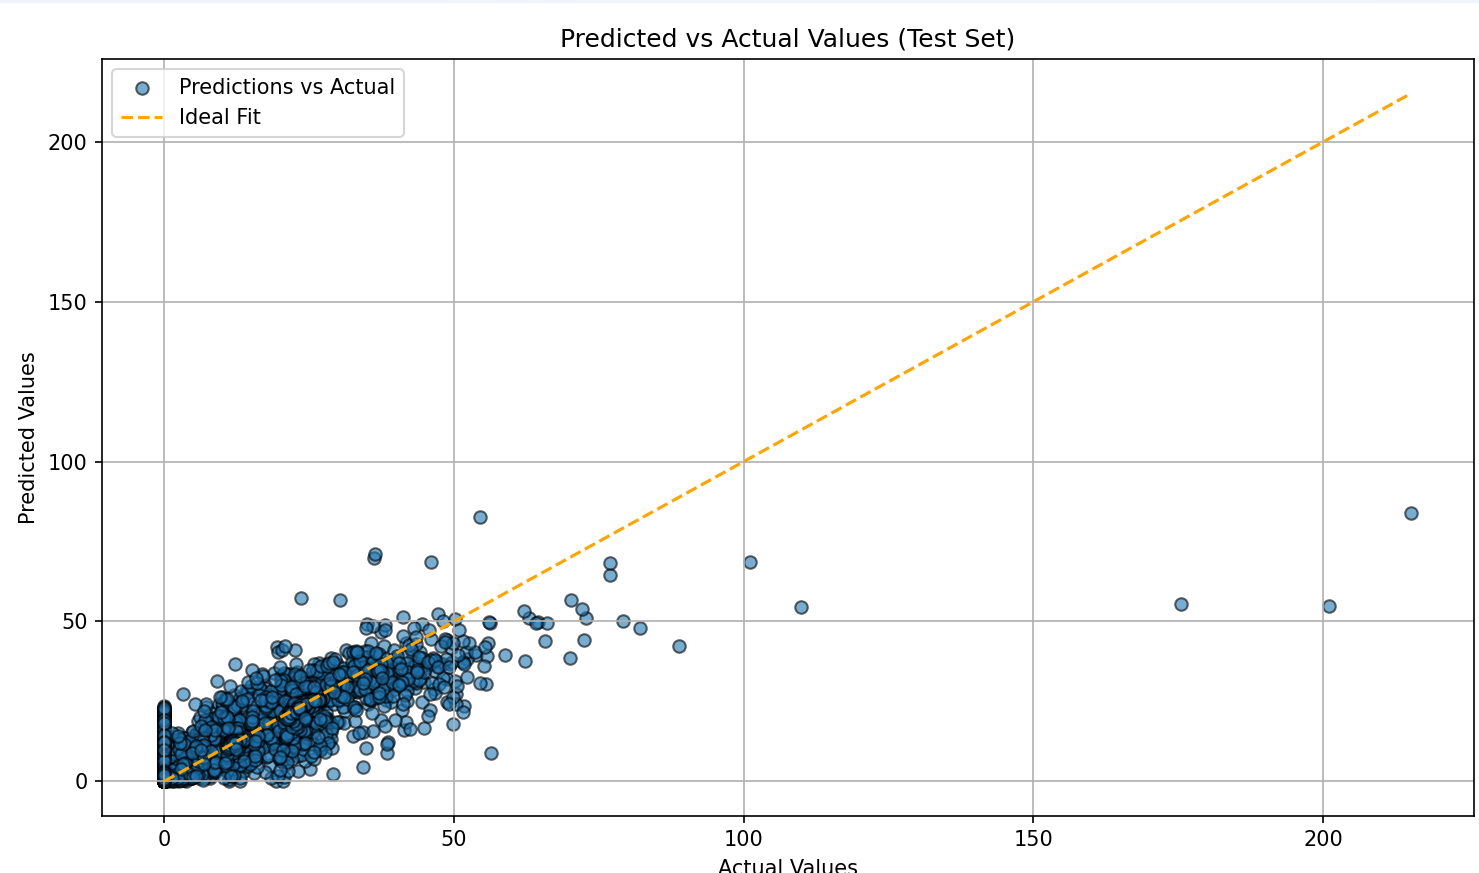 Predicted vs Actual Values (Test Set)
Predictions vs Actual
Ideal Fit
Predicted Values
200
150
100
50
0
0
50
100
150
200
Actual Values